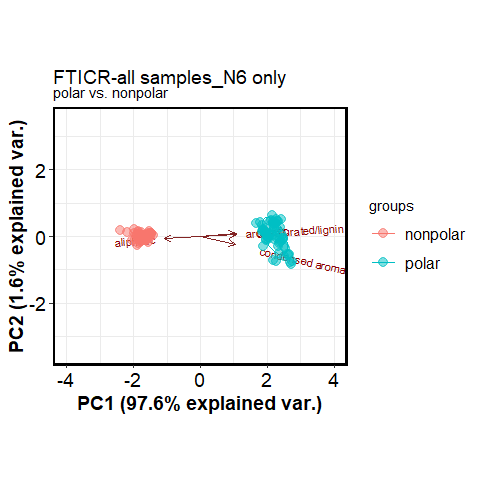 FTICR-all samples_N6 only
polar vs. nonpolar
PC2 (1.6% explained var.)
2
0
-2
-4
-2
0
2
4
PC1 (97.6% explained var.)
groups
nonpolar
polar